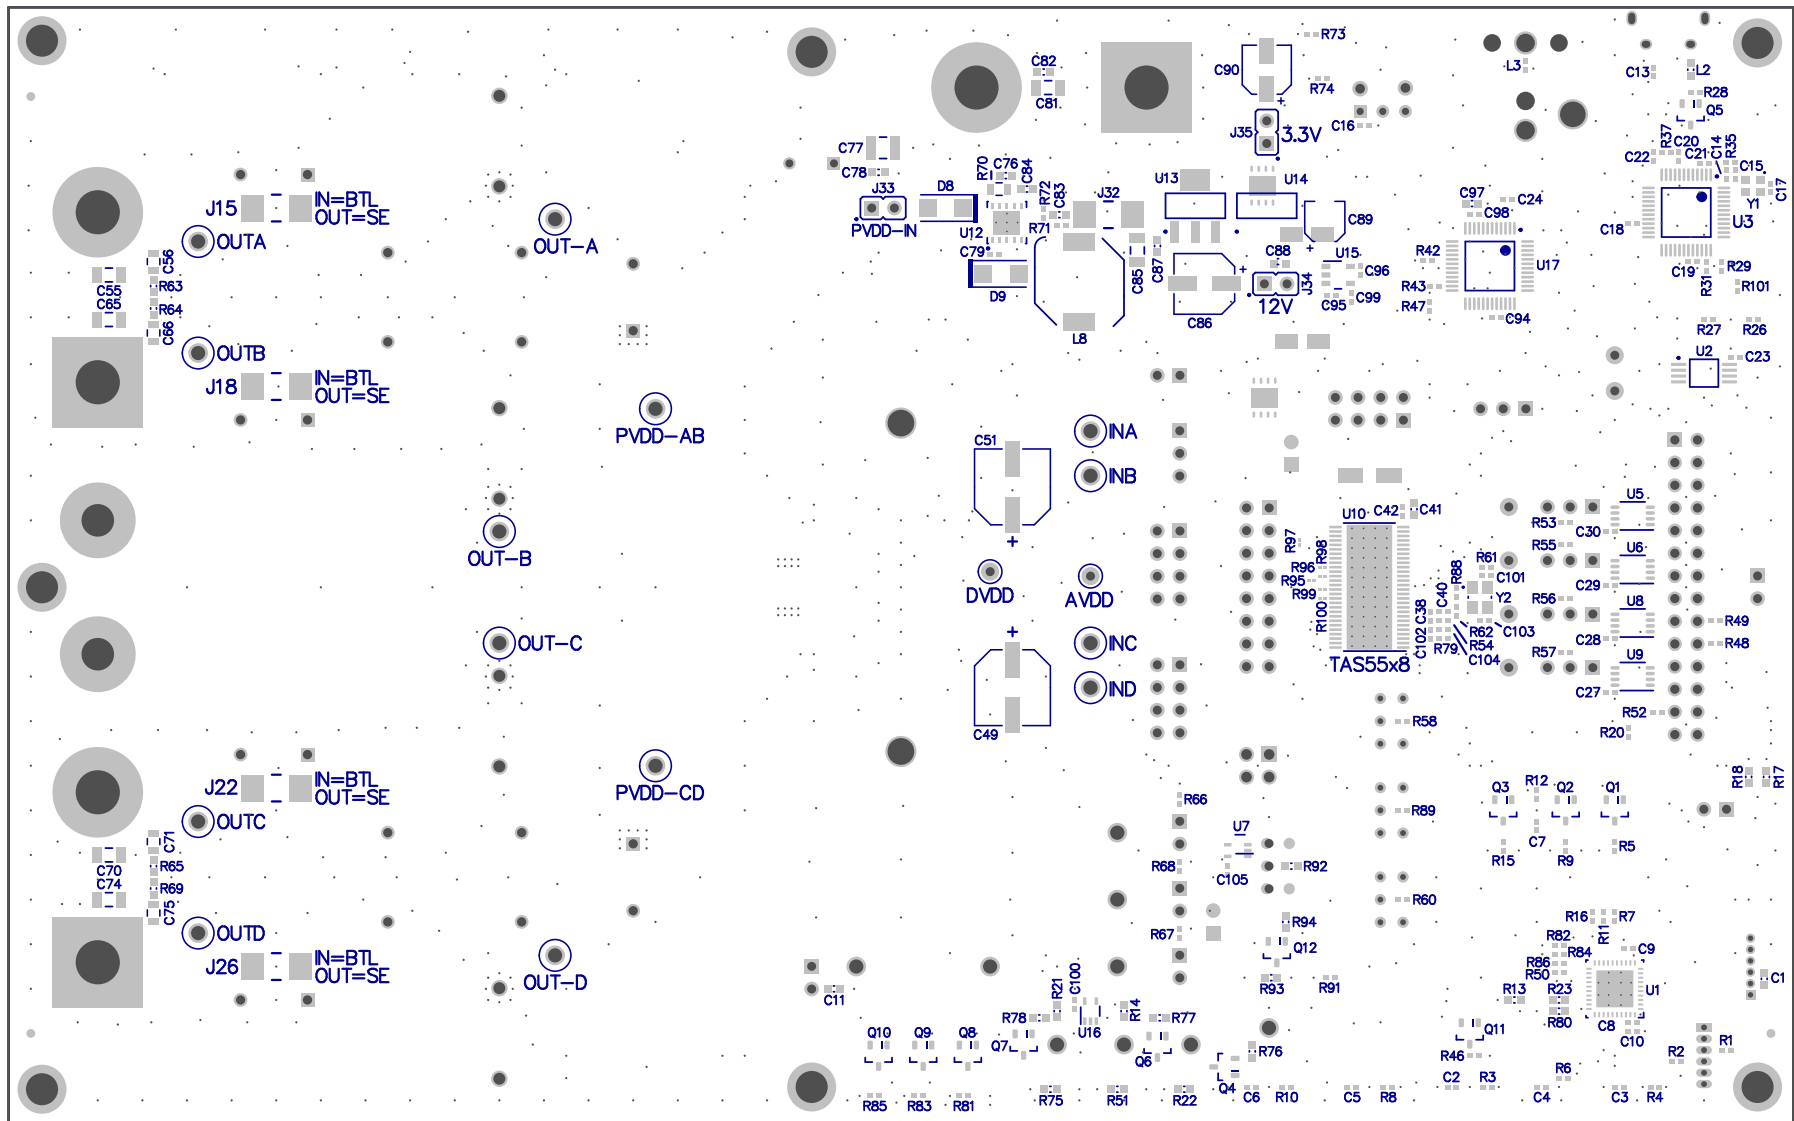 R73
C82
C90
L3
C13
L2
R74
R28
C81
Q5
+
J35
3.3V
C16
R37
C20
C14
R35
C77
R70
C76
C84
C22
C21
C15
C78
J33
D8
R72
C83
J32
U13
U14
C97
C24
C17
J15
IN=BTL
OUT=SE
Y1
C98
U3
C89
C18
PVDD-IN
U12
R71
OUTA
OUT-A
C79
C85
C87
C88
+
U15
R42
U17
C56
C19
R29
C96
C55
R63
D9
+
J34
R43
R31
R101
C65
R64
12V
C95
C99
R47
C86
C94
R27
R26
C66
L8
U2
OUTB
C23
J18
IN=BTL
OUT=SE
PVDD-AB
INA
C51
INB
U5
U10
C42
C41
R53
C30
+
R97
R98
R55
U6
OUT-B
R96
R61
R95
R88
C101
C29
DVDD
AVDD
R99
C40
Y2
R56
U8
R100
C38
+
R62
C103
R49
OUT-C
INC
C102
R79
R54
C28
R48
TAS55x8
C104
R57
U9
IND
C27
R52
C49
R58
R20
J22
IN=BTL
OUT=SE
PVDD-CD
R18
R17
Q3
R12
Q2
Q1
R66
R89
OUTC
U7
C71
C7
C70
R65
R68
R92
R15
R9
R5
C74
R69
C105
R60
C75
R94
R16
R11
R7
OUTD
R67
R82
Q12
R84
C9
J26
IN=BTL
OUT=SE
R86
R50
OUT-D
R93
R91
C1
C11
R21
C100
R13
R23
U1
R14
R78
R77
R80
C8
Q10
Q9
Q8
U16
Q11
C10
Q7
Q6
R76
R46
R1
R2
Q4
R6
R85
R83
R81
R75
R51
R22
C6
R10
C5
R8
C2
R3
C4
C3
R4